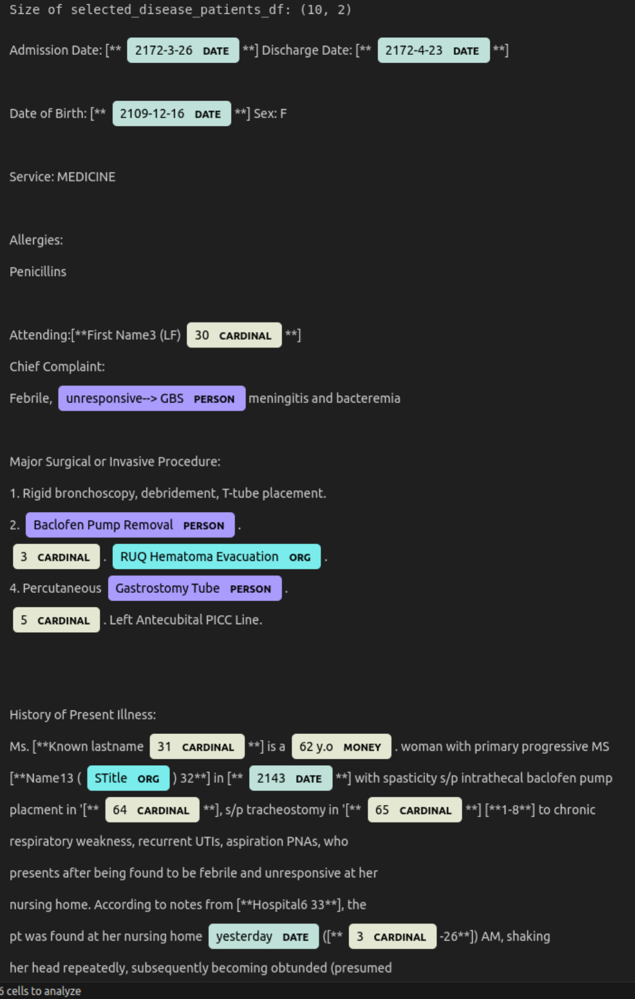 Size of selected_disease_patients_df: (10, 2)
Admission Date: [** 2172-3-26 DATE **] Discharge Date: [** 2172-4-23 DATE **]
Date of Birth: [** 2109-12-16 DATE **] Sex: F
Service: MEDICINE
Allergies:
Penicillins
Attending:[**First Name3 (LF) 30 CARDINAL **]
Chief Complaint:
Febrile, unresponsive--> GBS PERSON meningitis and bacteremia
Major Surgical or Invasive Procedure:
1. Rigid bronchoscopy, debridement, T-tube placement.
2. Baclofen Pump Removal PERSON .
3 CARDINAL . RUQ Hematoma Evacuation ORG .
4. Percutaneous Gastrostomy Tube PERSON .
5 CARDINAL . Left Antecubital PICC Line.
History of Present Illness:
Ms. [**Known lastname 31 CARDINAL **] is a 62 y.o MONEY . woman with primary progressive MS
[**Name13 ( STitle ORG ) 32**] in [** 2143 DATE **] with spasticity s/p intrathecal baclofen pump
placment in '[** 64 CARDINAL **], s/p tracheostomy in '[** 65 CARDINAL **] [**1-8**] to chronic
respiratory weakness, recurrent UTIs, aspiration PNAs, who
presents after being found to be febrile and unresponsive at her
nursing home. According to notes from [**Hospital6 33**], the
pt was found at her nursing home yesterday DATE ([** 3 CARDINAL -26**]) AM, shaking
her head repeatedly, subsequently becoming obtunded (presumed
6 cells to analyze